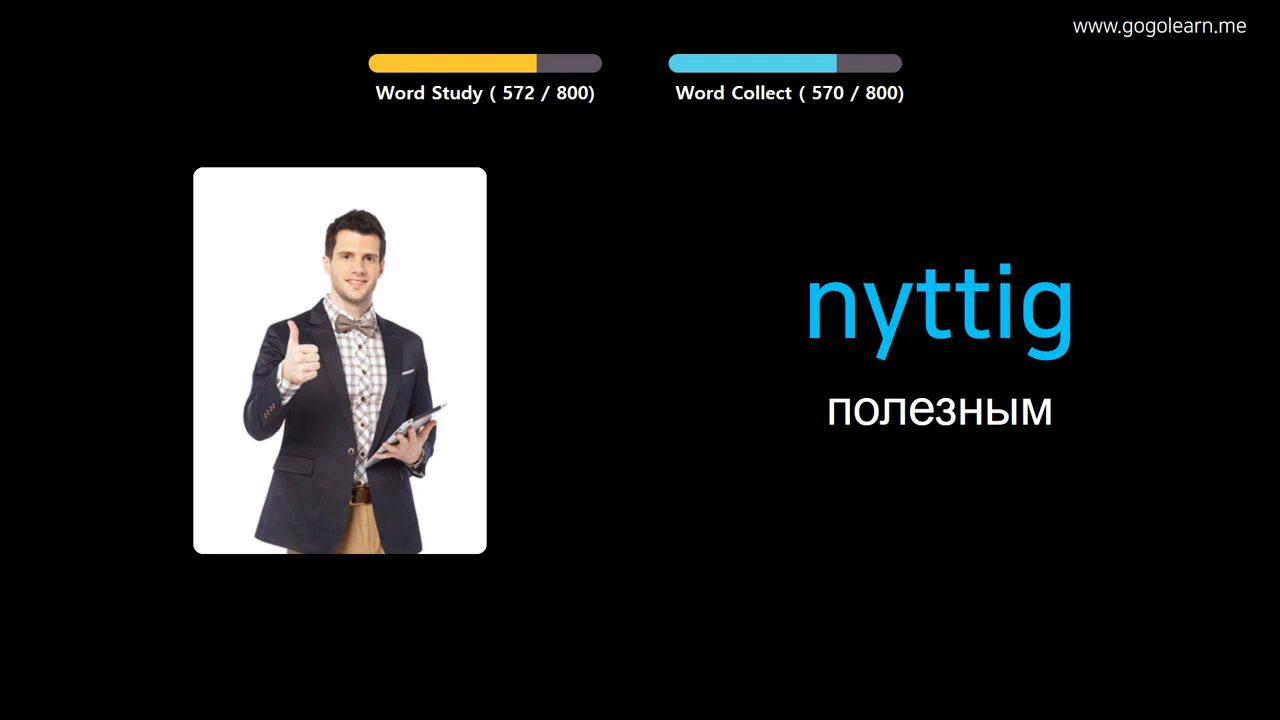 www.gogolearn.me
Word Study ( 572 / 800)
Word Collect ( 570 / 800)
nyttig
полезным